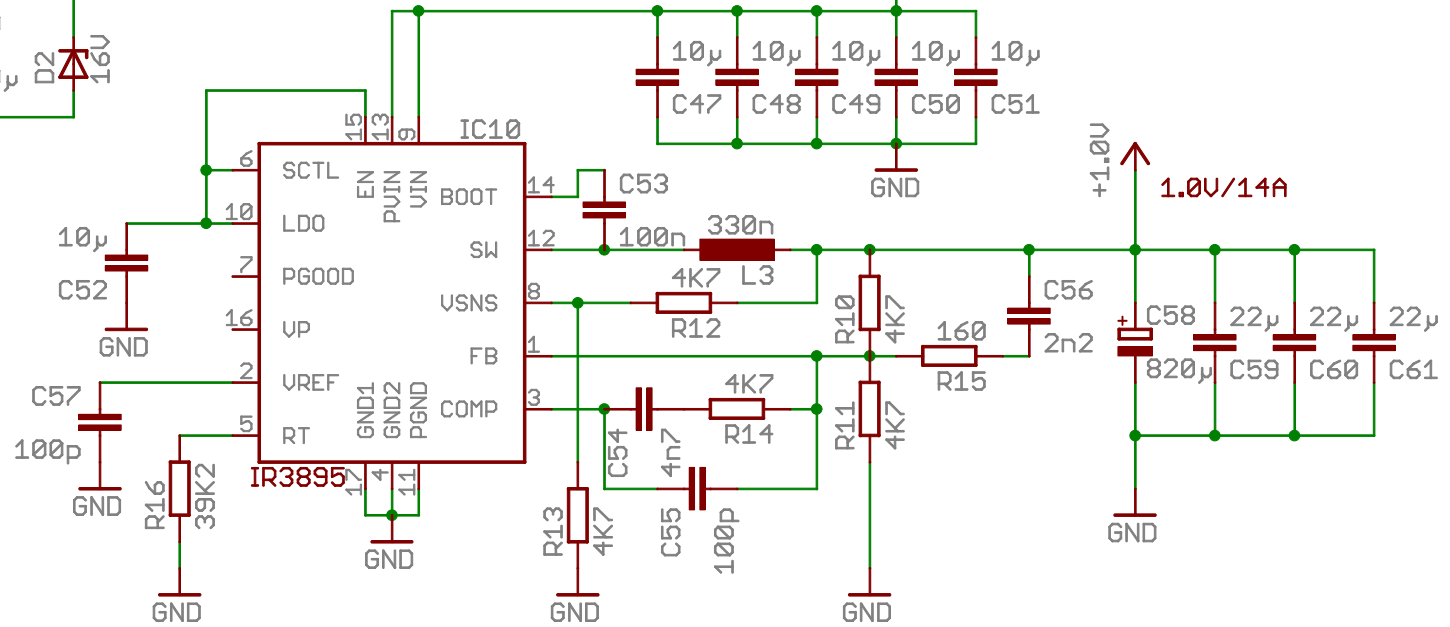 D2
16V
µ
10µ
10µ
10µ
10µ
10µ
C47
C48
C49
C50
C51
GND
15
13
9
IC10
6
SCTL
EN
PVIN
VIN
BOOT
14
C53
100n
10
LDO
SW
12
330n
L3
+1.0V
1.0V/14A
10µ
C52
GND
7
PGOOD
VSNS
8
4K7
R12
R10
4K7
C56
2n2
16
VP
FB
1
160
R15
C58
+
820µ
22µ
C59
22µ
C60
22µ
C61
GND
C57
100p
GND
2
VREF
GND1
GND2
PGND
COMP
3
C54
4n7
4K7
R14
R11
4K7
5
RT
IR3895
17
4
11
GND
R16
39K2
GND
R13
4K7
GND
C55
100p
GND